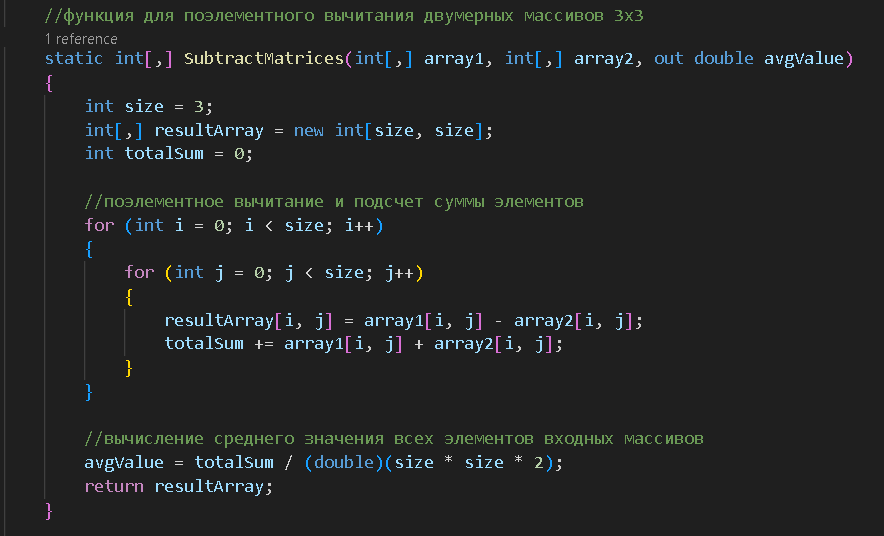 //функция для поэлементного вычитания двумерных массивов 3х3
1 reference
static int[,] SubtractMatrices(int[,] array1, int[,] array2, out double avgValue)
{
int size = 3;
int[,] resultArray = new int[size, size];
int totalSum = 0;
//поэлементное вычитание и подсчет суммы элементов
for (int i = 0; i < size; i++)
{
for (int j = 0; j < size; j++)
{
resultArray[i, j] = array1[i, j] - array2[i, j];
totalSum += array1[i, j] + array2[i, j];
}
}
//вычисление среднего значения всех элементов входных массивов
avgValue = totalSum / (double)(size * size * 2);
return resultArray;
}